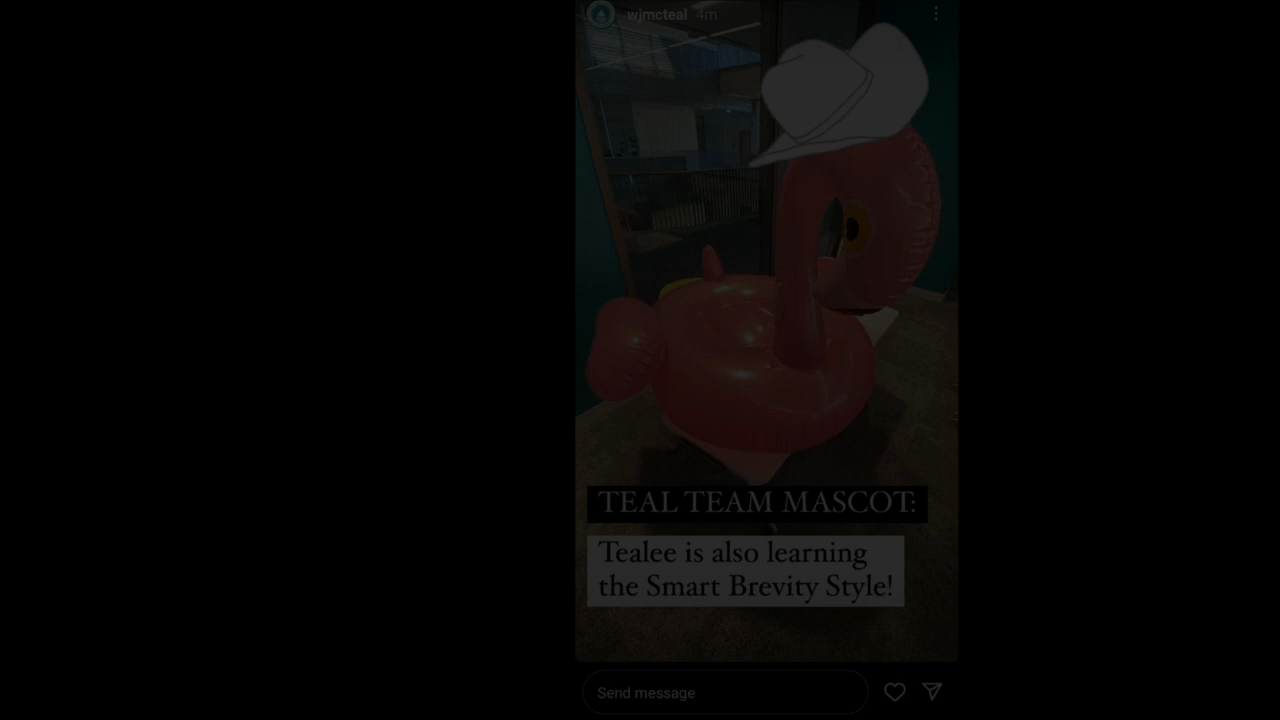 wjmcteal 4m
TEAL TEAM MASCOT:
Tealee is also learning
the Smart Brevity Style!
Send message